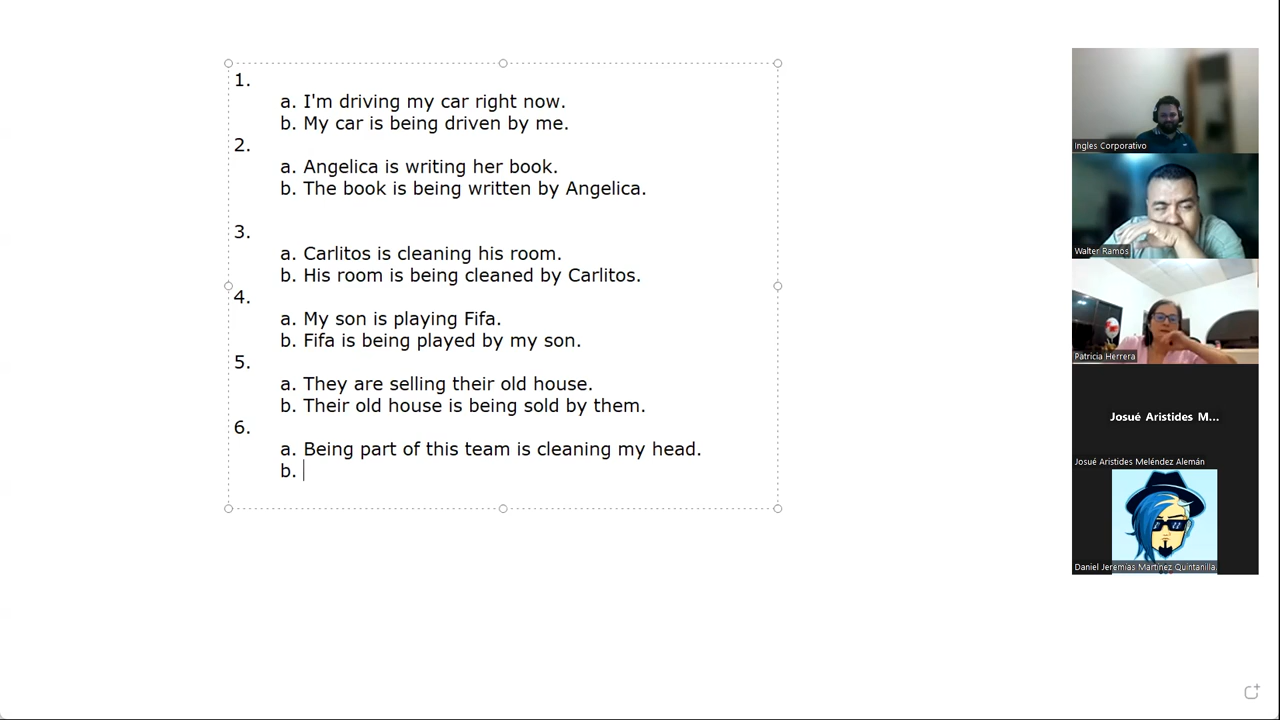 1.
a. I'm driving my car right now.
b. My car is being driven by me.
2.
a. Angelica is writing her book.
b. The book is being written by Angelica.
3.
a. Carlitos is cleaning his room.
b. His room is being cleaned by Carlitos.
4.
a. My son is playing Fifa.
b. Fifa is being played by my son.
5.
a. They are selling their old house.
b. Their old house is being sold by them.
6.
a. Being part of this team is cleaning my head.
b.
Ingles Corporativo
Walter Ramos
Patricia Herrera
Josué Aristides M...
Josué Aristides Meléndez Alemán
Daniel Jeremias Martinez Quintanilla